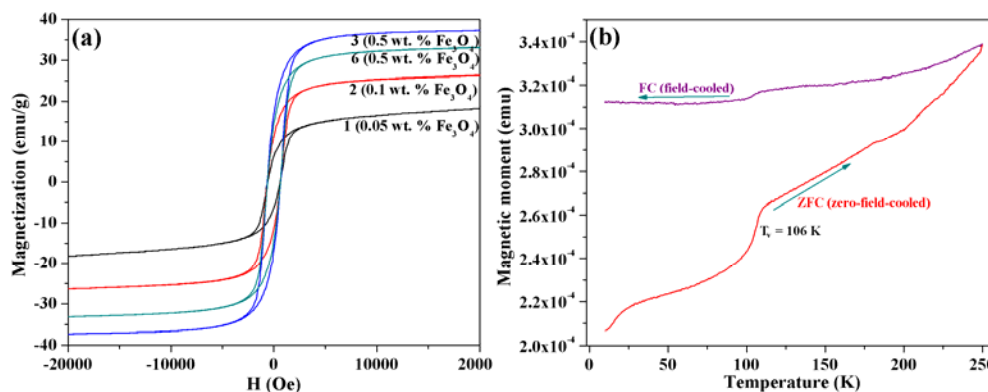 (a)
3 (0.5 wt. % Fe₃O₄)
6 (0.5 wt. % Fe₃O₄)
2 (0.1 wt. % Fe₃O₄)
1 (0.05 wt. % Fe₃O₄)
40
30
20
10
0
-10
-20
-30
-40
Magnetization (emu/g)
-20000 -10000 0 10000 2000
H (Oe)
(b)
FC (field-cooled)
ZFC (zero-field-cooled)
Tᵥ = 106 K
3.4x10⁻⁴
3.2x10⁻⁴
3.0x10⁻⁴
2.8x10⁻⁴
2.6x10⁻⁴
2.4x10⁻⁴
2.2x10⁻⁴
2.0x10⁻⁴
Magnetic moment (emu)
0 50 100 150 200 250
Temperature (K)